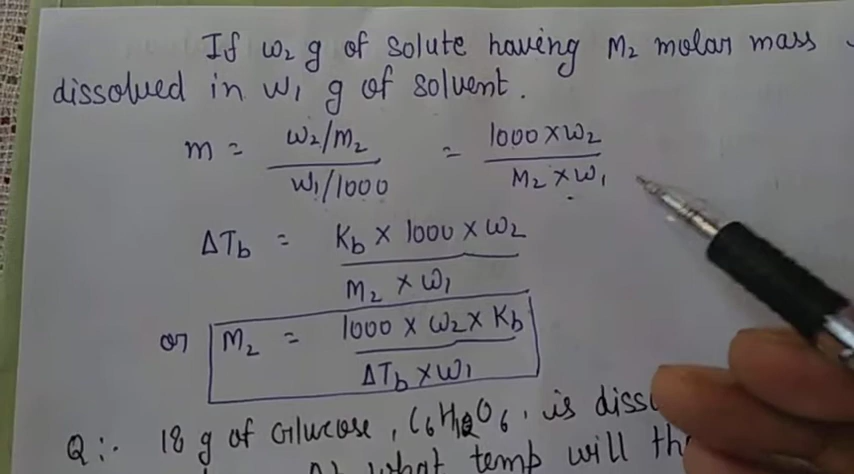 If w₂ g of solute having M₂ molar mass
dissolved in W₁ g of solvent.
m = w₂/M₂ / W₁/1000 = 1000 × W₂ / M₂ × W₁
ΔTb = Kb × 1000 × W₂ / M₂ × W₁
or M₂ = 1000 × W₂ × Kb / ΔTb × W₁
Q:- 18 g of Glucose, C₆H₁₂O₆, is
what temp will